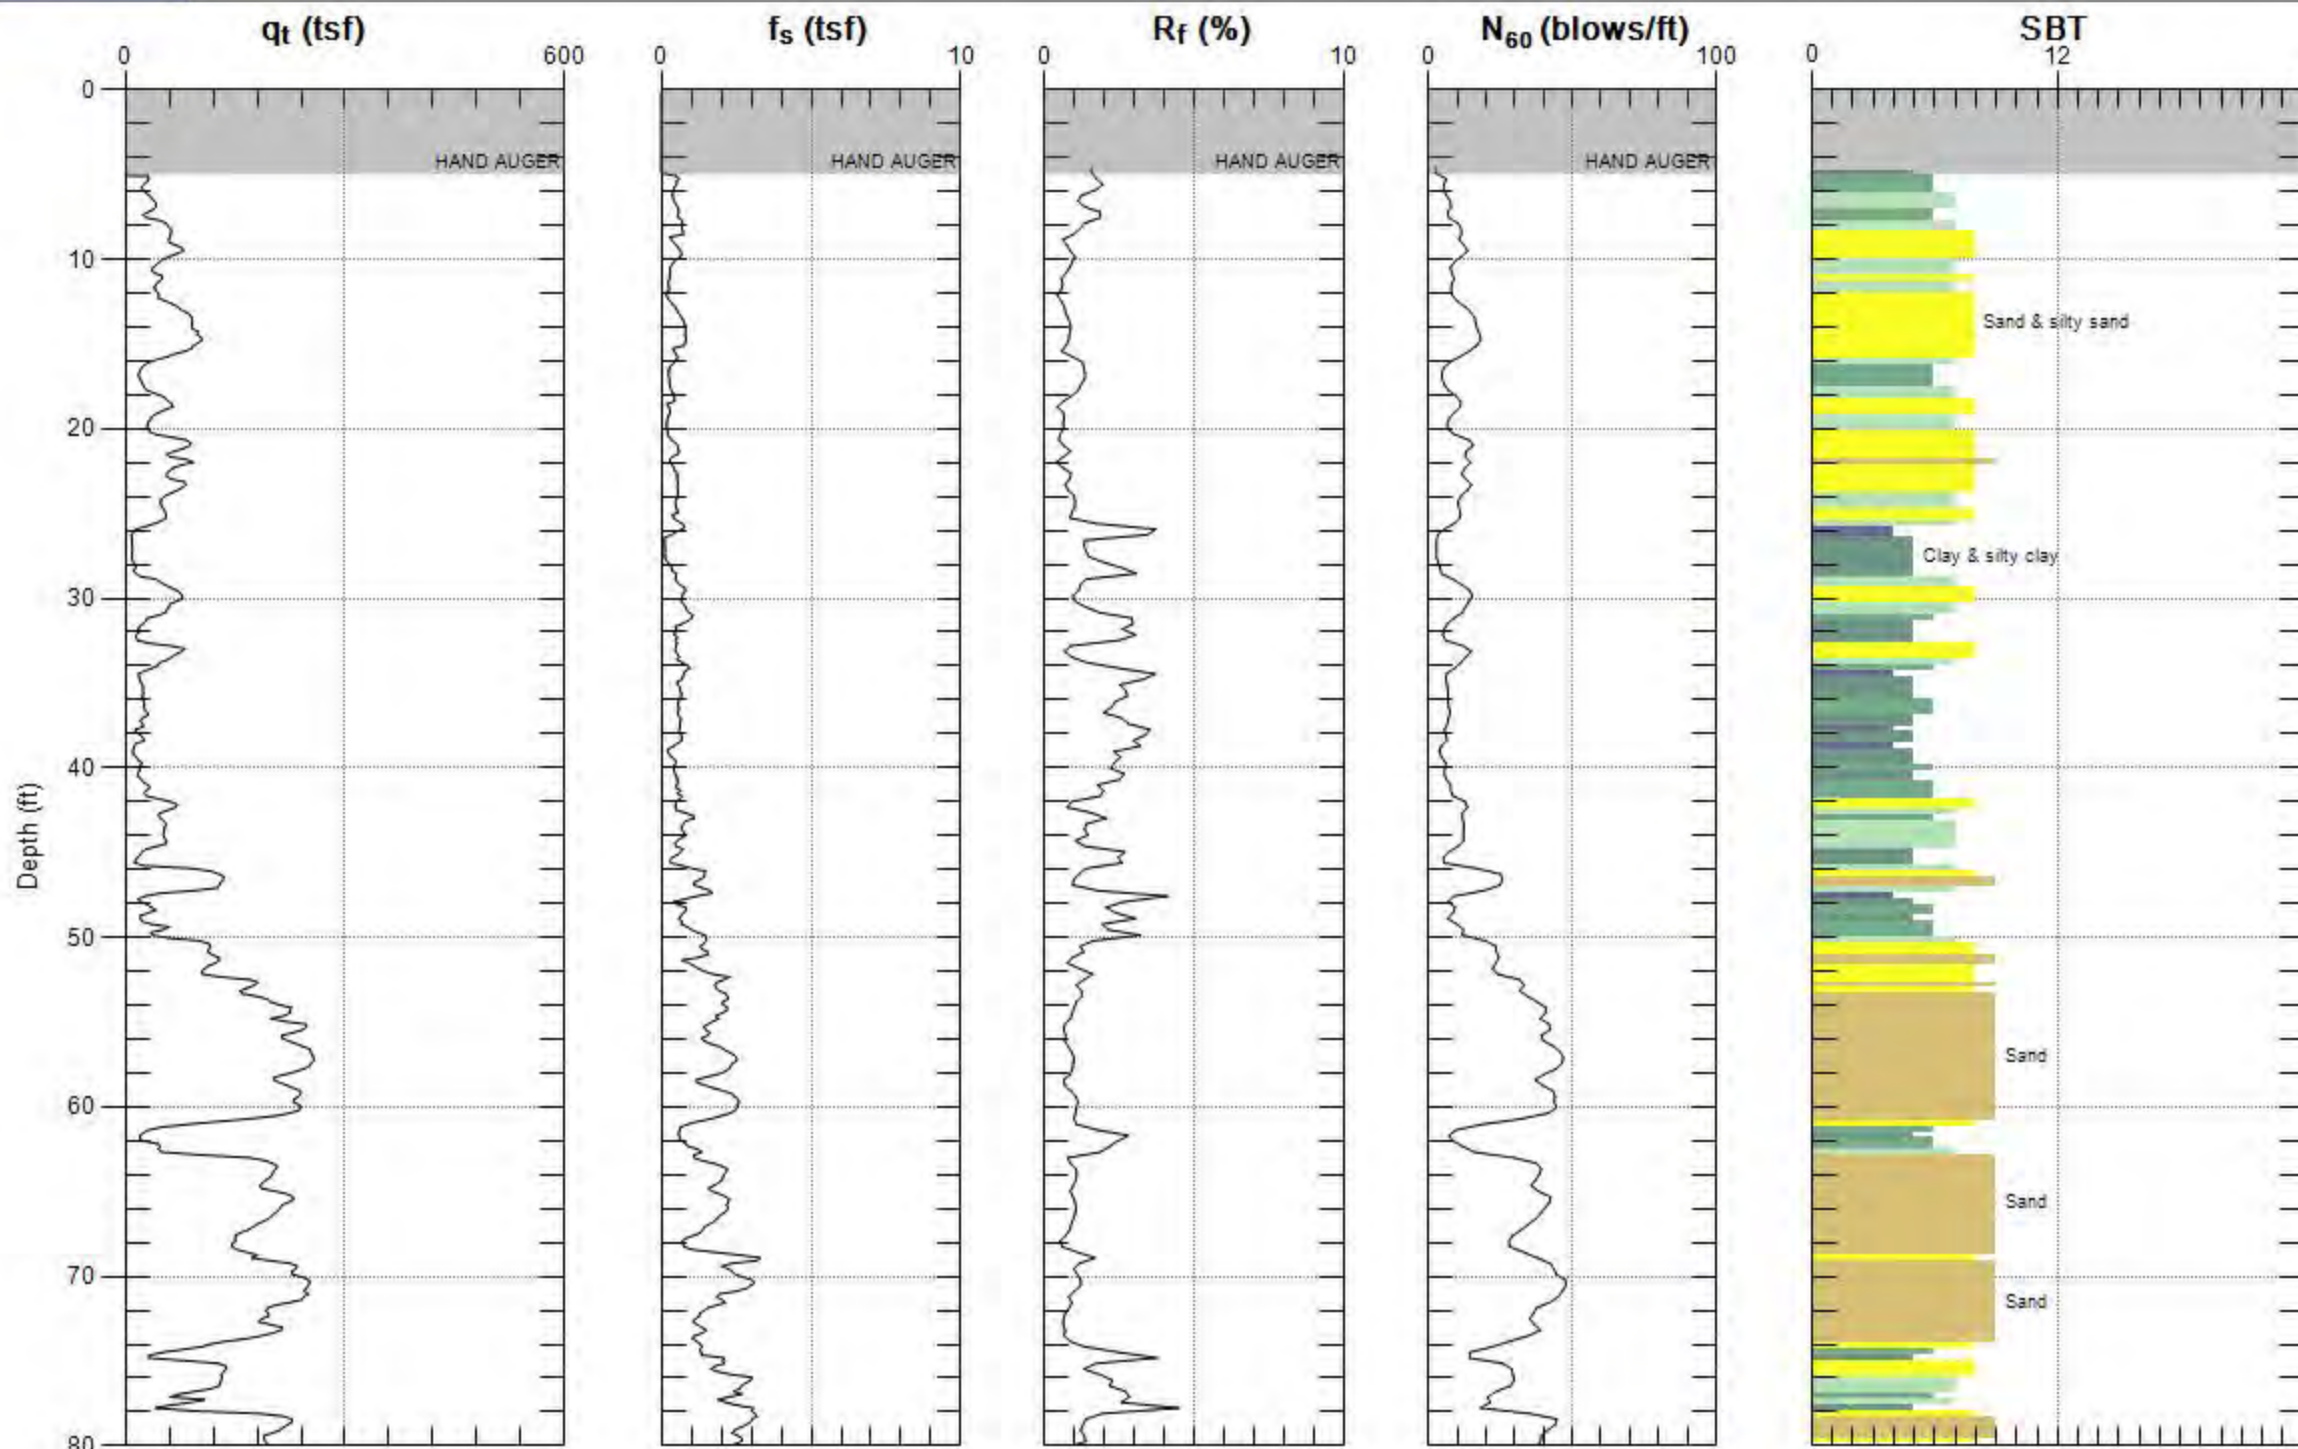 qt (tsf) fs (tsf) Rf (%) N60 (blows/ft) SBT
0 600 0 10 0 10 0 100 0 12
0
HAND AUGER HAND AUGER HAND AUGER HAND AUGER
10
Sand & silty sand
20
Clay & silty clay
30
40
Depth (ft)
50
Sand
60
Sand
70
Sand
80